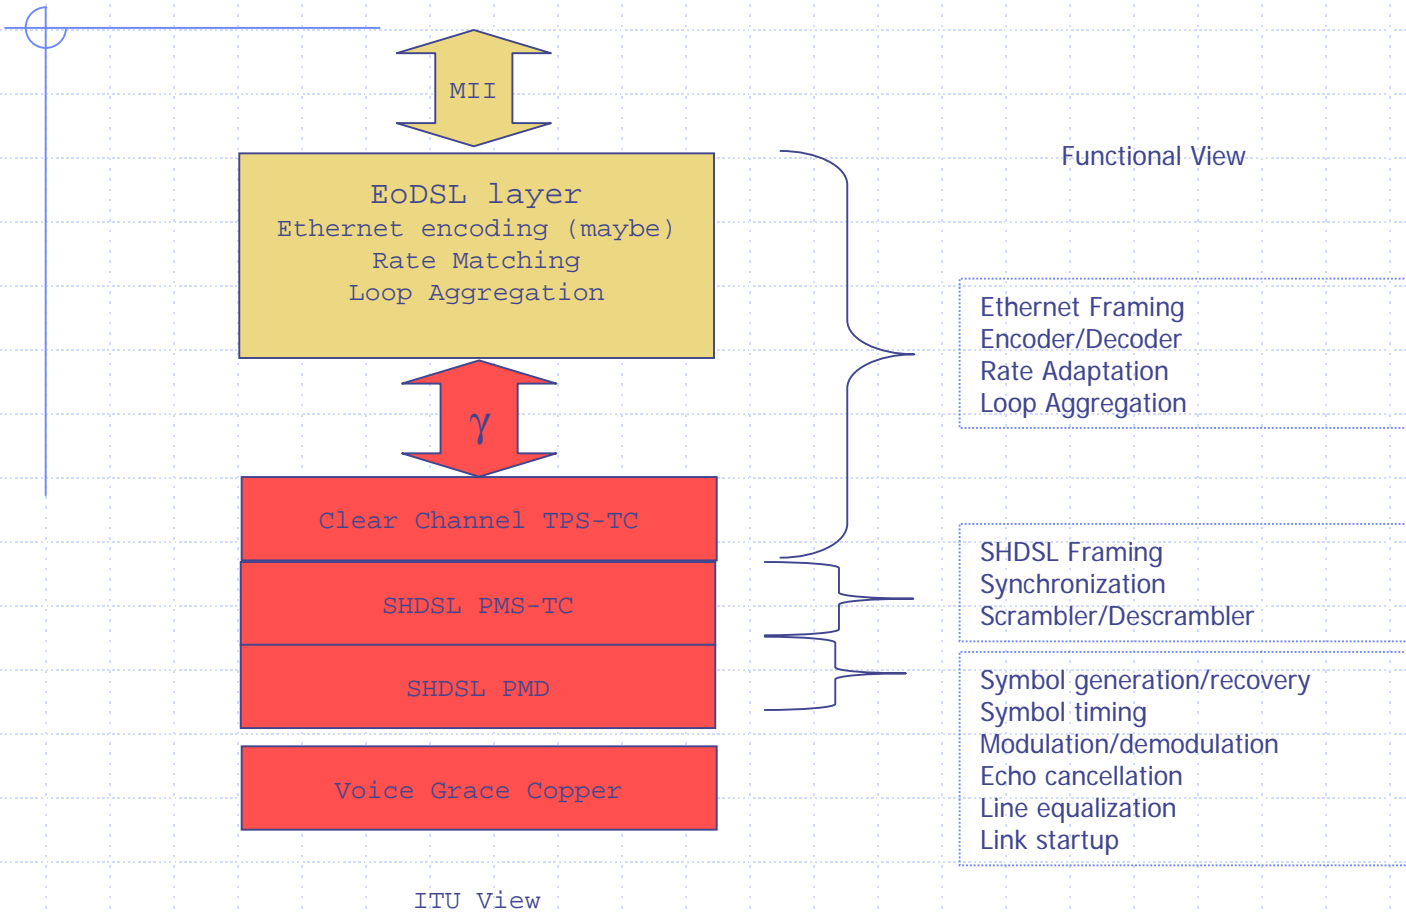 MII
EoDSL layer
Ethernet encoding (maybe)
Rate Matching
Loop Aggregation
γ
Clear Channel TPS-TC
SHDSL PMS-TC
SHDSL PMD
Voice Grace Copper
ITU View
Functional View
Ethernet Framing
Encoder/Decoder
Rate Adaptation
Loop Aggregation
SHDSL Framing
Synchronization
Scrambler/Descrambler
Symbol generation/recovery
Symbol timing
Modulation/demodulation
Echo cancellation
Line equalization
Link startup